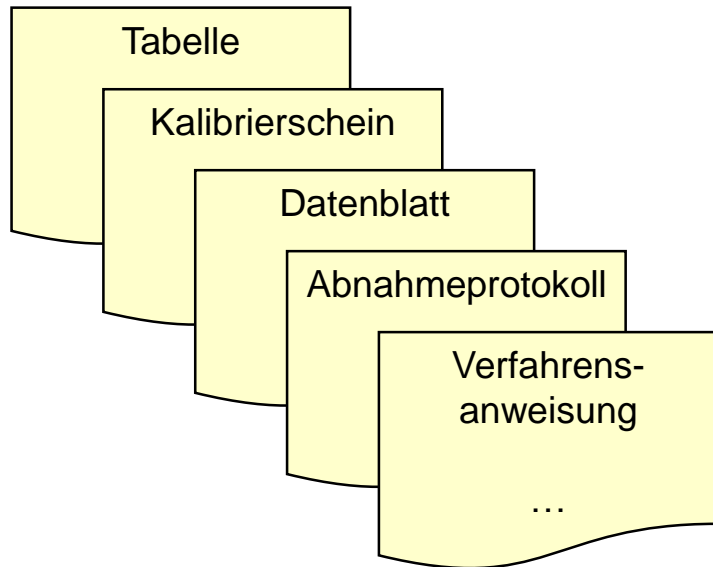 Tabelle
Kalibrierschein
Datenblatt
Abnahmeprotokoll
Verfahrens-
anweisung
…